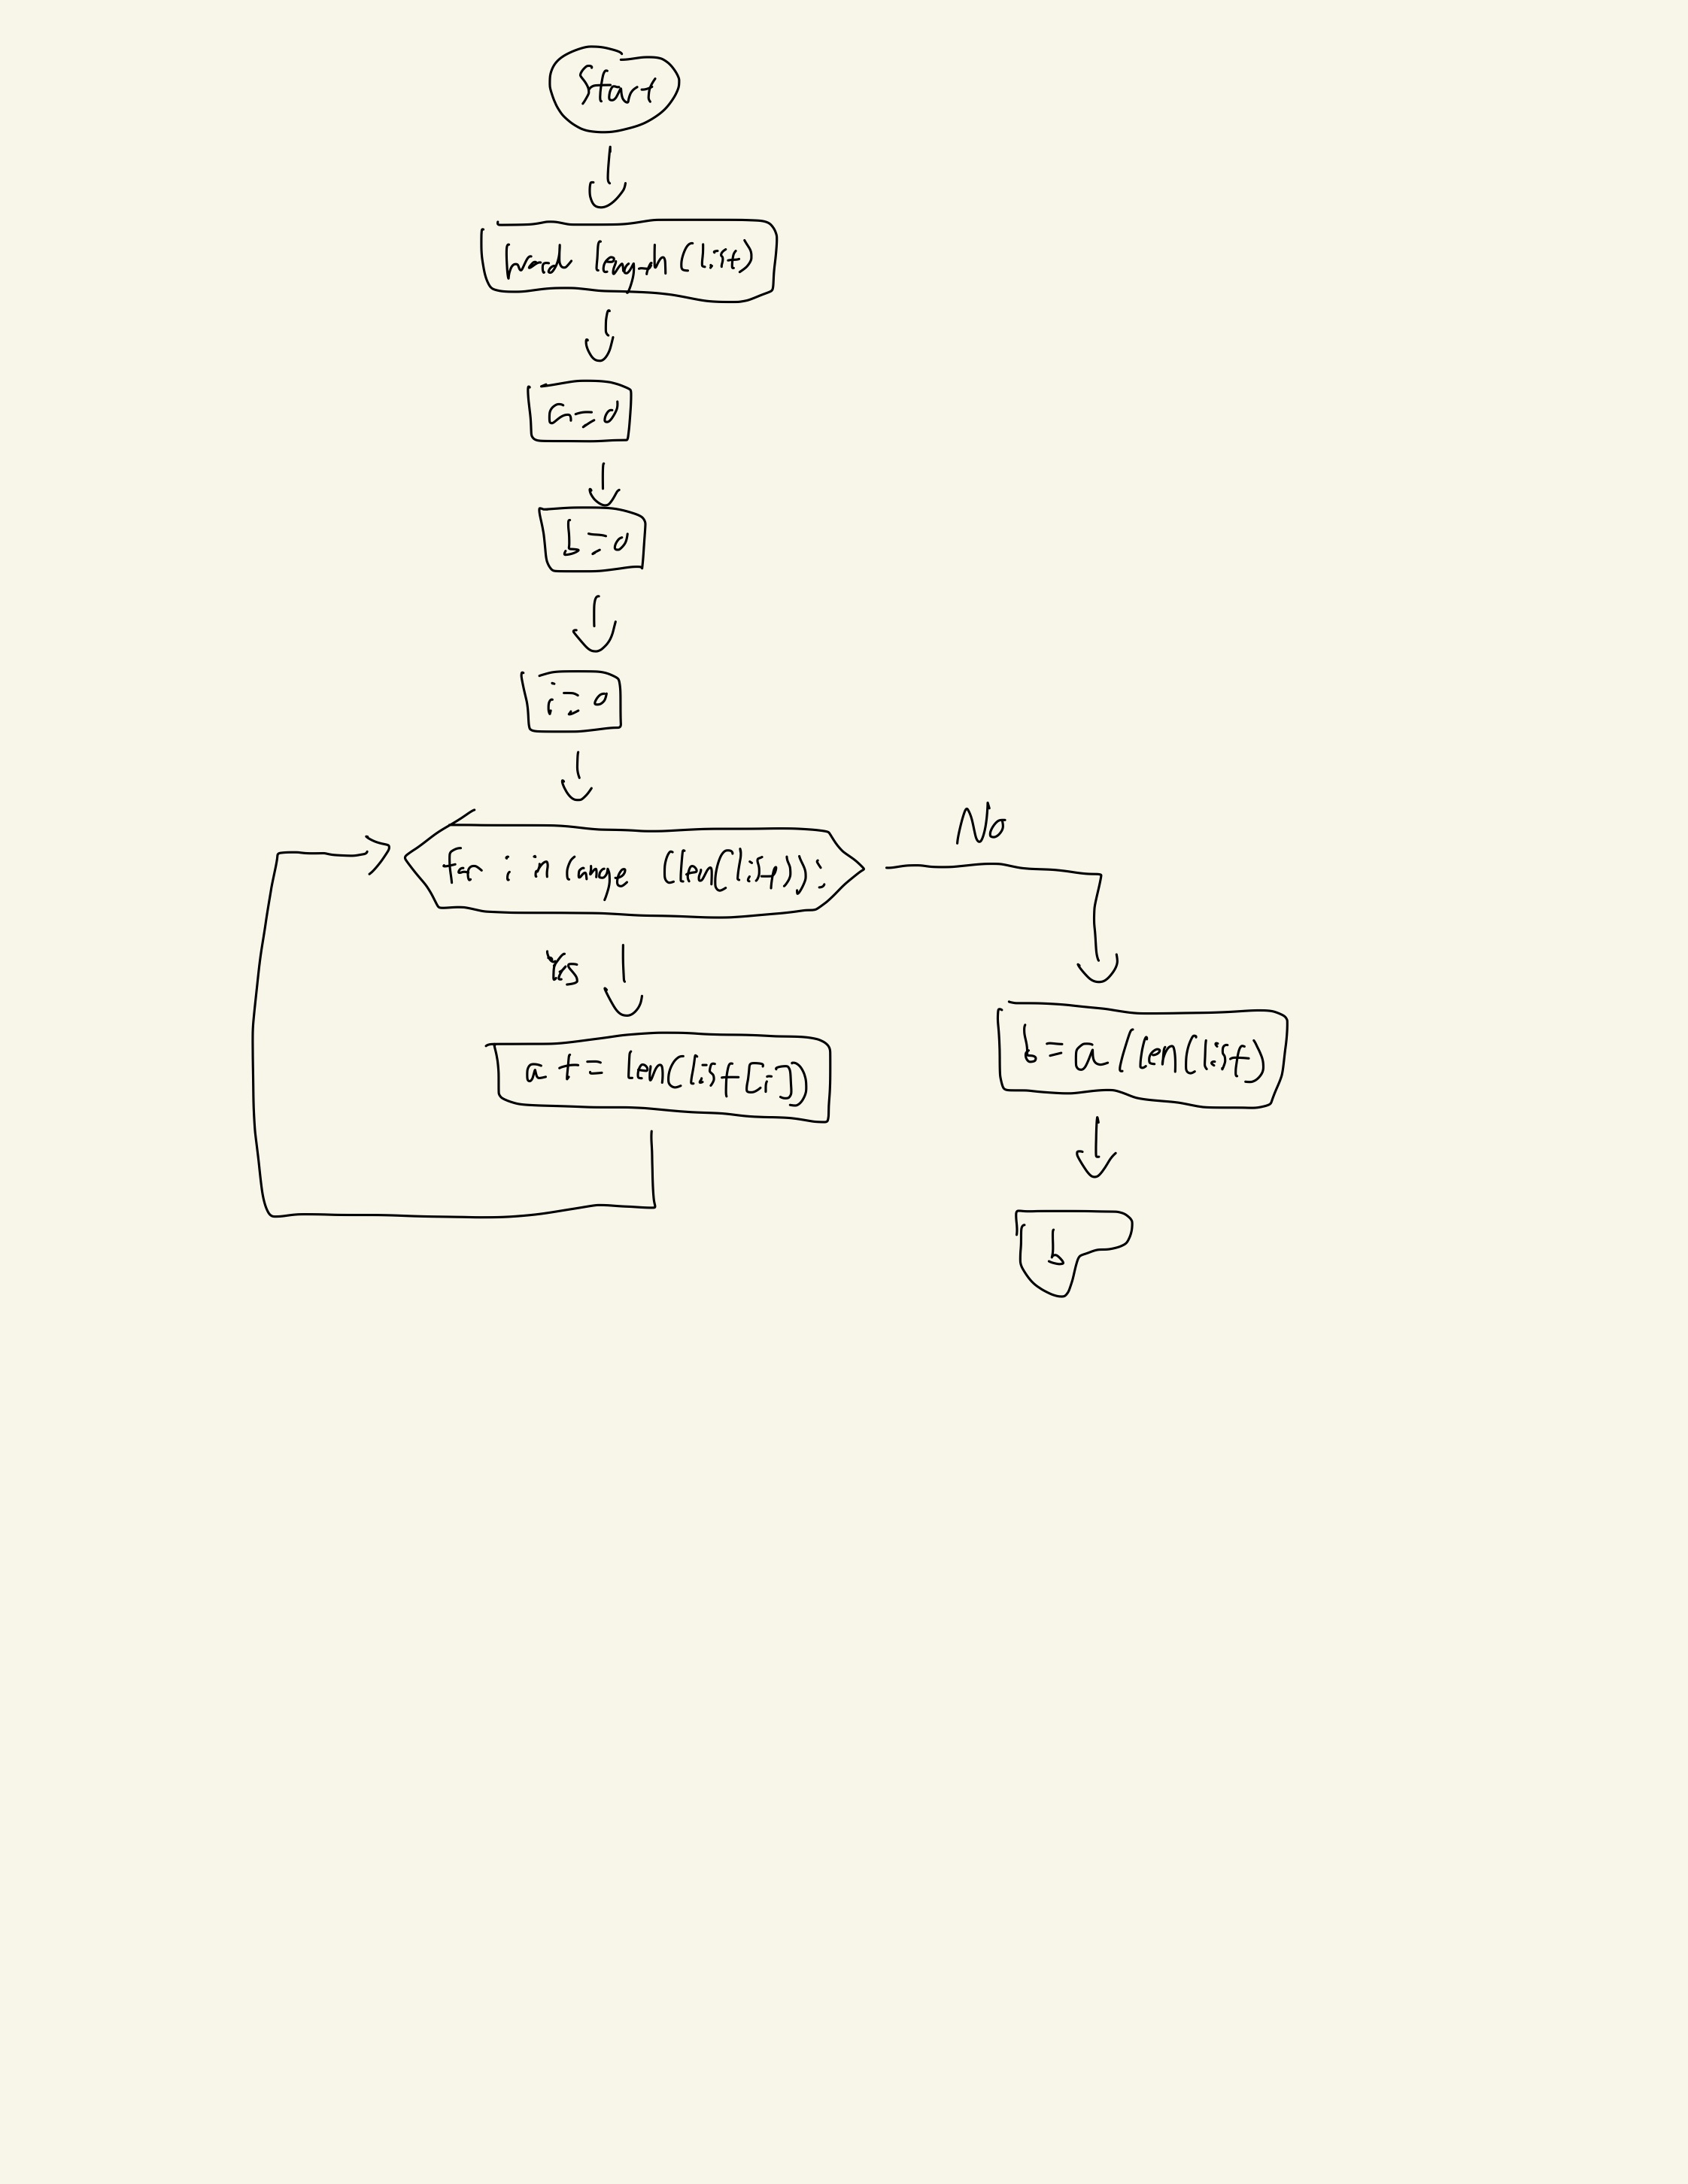 Start
word length (list)
a=0
b=0
i=0
for i in range (len(list)):
No
Yes
a += len(list[i])
b = a/len(list)
b